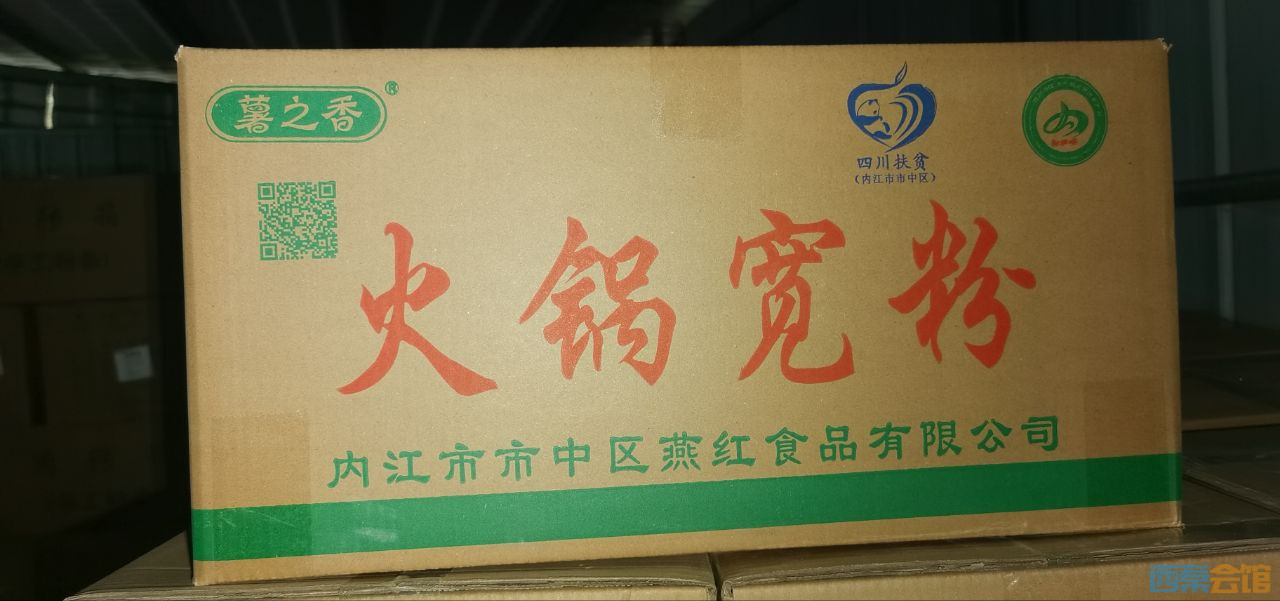 薯之香®
四川扶贫
(内江市市中区)
火锅宽粉
内江市市中区燕红食品有限公司
西秦会馆